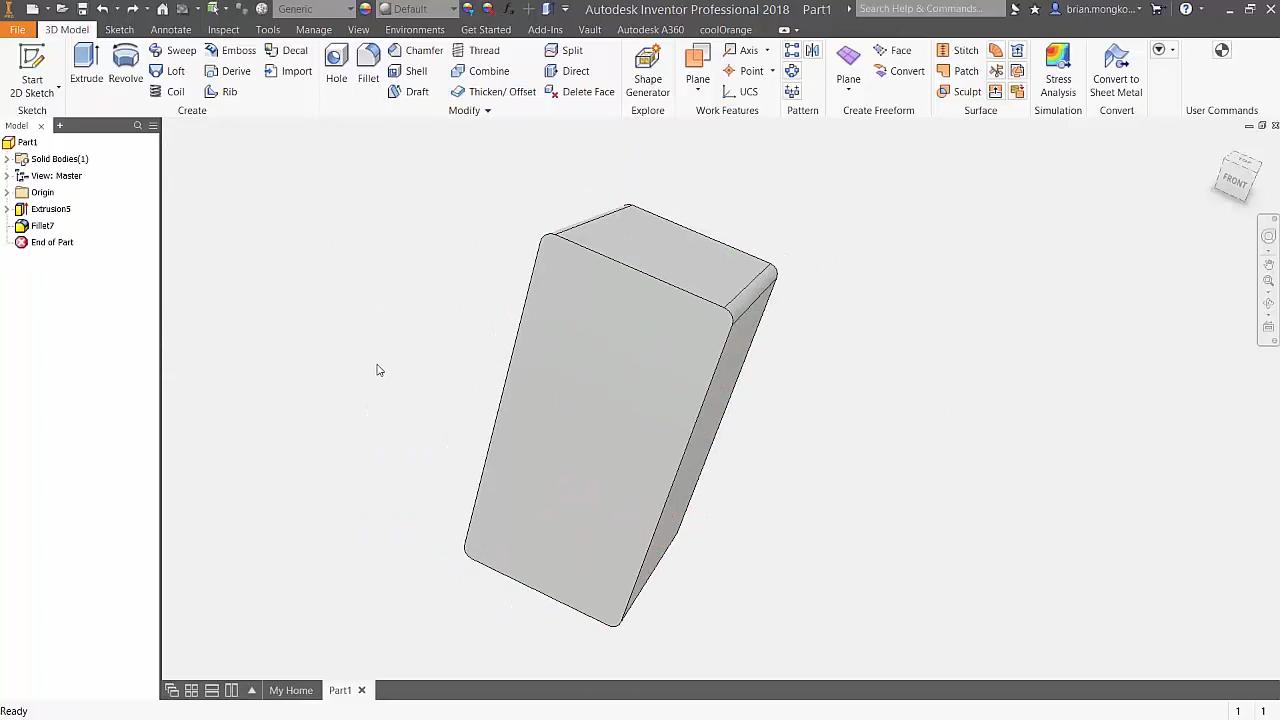 Generic
Default
Autodesk Inventor Professional 2018 Part1
Search Help & Commands...
brian.mongko...
PRO
File
3D Model
Sketch
Annotate
Inspect
Tools
Manage
View
Environments
Get Started
Add-Ins
Vault
Autodesk A360
coolOrange
Start
2D Sketch
Sketch
Extrude
Revolve
Sweep
Emboss
Decal
Loft
Derive
Import
Coil
Rib
Create
Hole
Fillet
Chamfer
Thread
Split
Shell
Combine
Direct
Draft
Thicken/ Offset
Delete Face
Modify
Shape
Generator
Explore
Plane
Axis
Point
UCS
Work Features
Pattern
Plane
Face
Convert
Create Freeform
Stitch
Patch
Sculpt
Surface
Stress
Analysis
Simulation
Convert to
Sheet Metal
Convert
User Commands
Model
Part1
Solid Bodies(1)
View: Master
Origin
Extrusion5
Fillet7
End of Part
TOP
FRONT
My Home
Part1
Ready
1 1